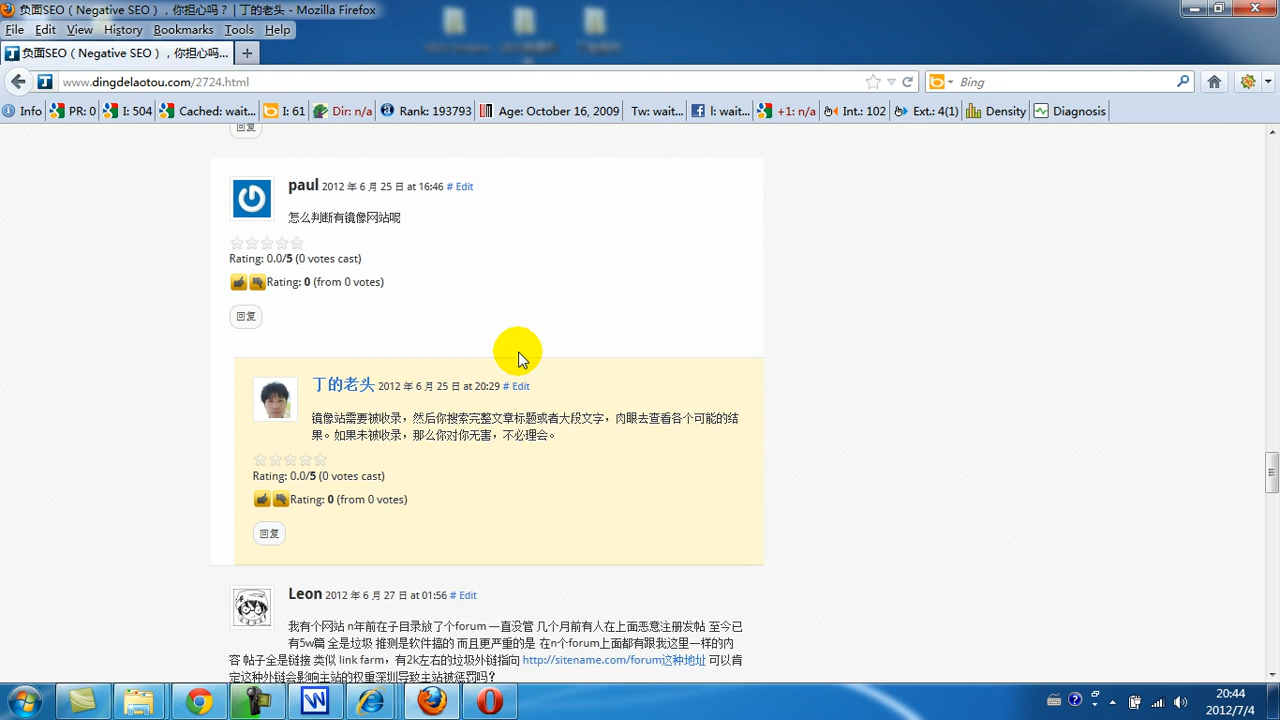 负面SEO（Negative SEO），你担心吗？ | 丁的老头 - Mozilla Firefox
File Edit View History Bookmarks Tools Help
负面SEO（Negative SEO），你担心吗...
www.dingdelaotou.com/2724.html
Bing
Info PR: 0 I: 504 Cached: wait... I: 61 Dir: n/a Rank: 193793 Age: October 16, 2009 Tw: wait... l: wait... +1: n/a Int.: 102 Ext.: 4(1) Density Diagnosis
回复
paul 2012 年 6 月 25 日 at 16:46 # Edit
怎么判断有镜像网站呢
Rating: 0.0/5 (0 votes cast)
Rating: 0 (from 0 votes)
回复
丁的老头 2012 年 6 月 25 日 at 20:29 # Edit
镜像站需要被收录，然后你搜索完整文章标题或者大段文字，肉眼去查看各个可能的结
果。如果未被收录，那么你对你无害，不必理会。
Rating: 0.0/5 (0 votes cast)
Rating: 0 (from 0 votes)
回复
Leon 2012 年 6 月 27 日 at 01:56 # Edit
我有个网站 n年前在子目录放了个forum 一直没管 几个月前有人在上面恶意注册发帖 至今已
有5w篇 全是垃圾 推测是软件搞的 而且更严重的是 在n个forum上面都有跟我这里一样的内
容 帖子全是链接 类似 link farm，有2k左右的垃圾外链指向 http://sitename.com/forum这种地址 可以肯
定这种外链会影响主站的权重深圳导致主站被惩罚吗？
20:44
2012/7/4